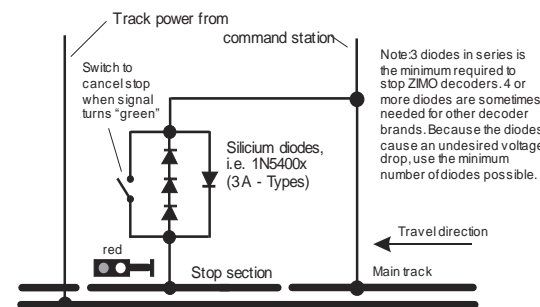 Track power from
command station
Switch to
cancel stop
when signal
turns “green”
Note:3 diodes in series is
the minimum required to
stop ZIMO decoders. 4 or
more diodes are sometimes
needed for other decoder
brands. Because the diodes
cause an undesired voltage
drop, use the minimum
number of diodes possible.
Silicium diodes,
i.e. 1N5400x
(3A - Types)
Travel direction
red
Stop section
Main track